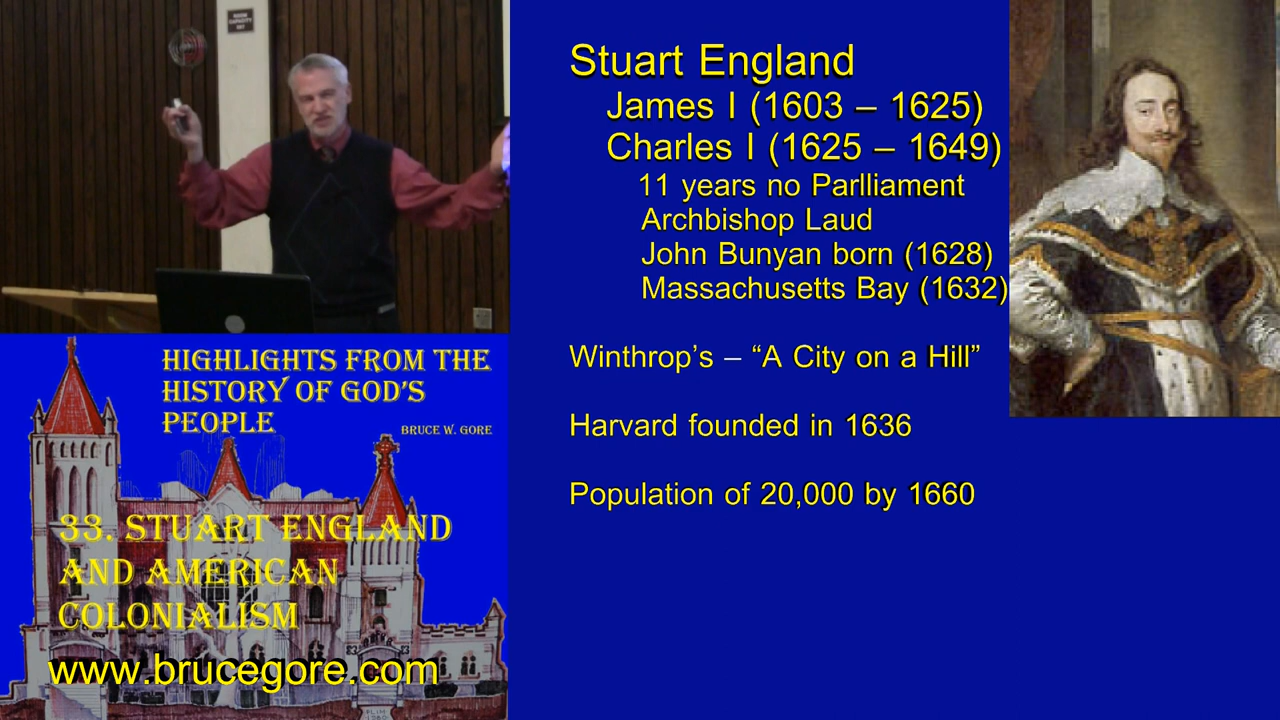 ROOM
CAPACITY
Stuart England
James I (1603 – 1625)
Charles I (1625 – 1649)
11 years no Parlliament
Archbishop Laud
John Bunyan born (1628)
Massachusetts Bay (1632)
Winthrop's – “A City on a Hill”
Harvard founded in 1636
Population of 20,000 by 1660
HIGHLIGHTS FROM THE
HISTORY OF GOD'S
PEOPLE
BRUCE W. GORE
33. STUART ENGLAND
AND AMERICAN
COLONIALISM
www.brucegore.com